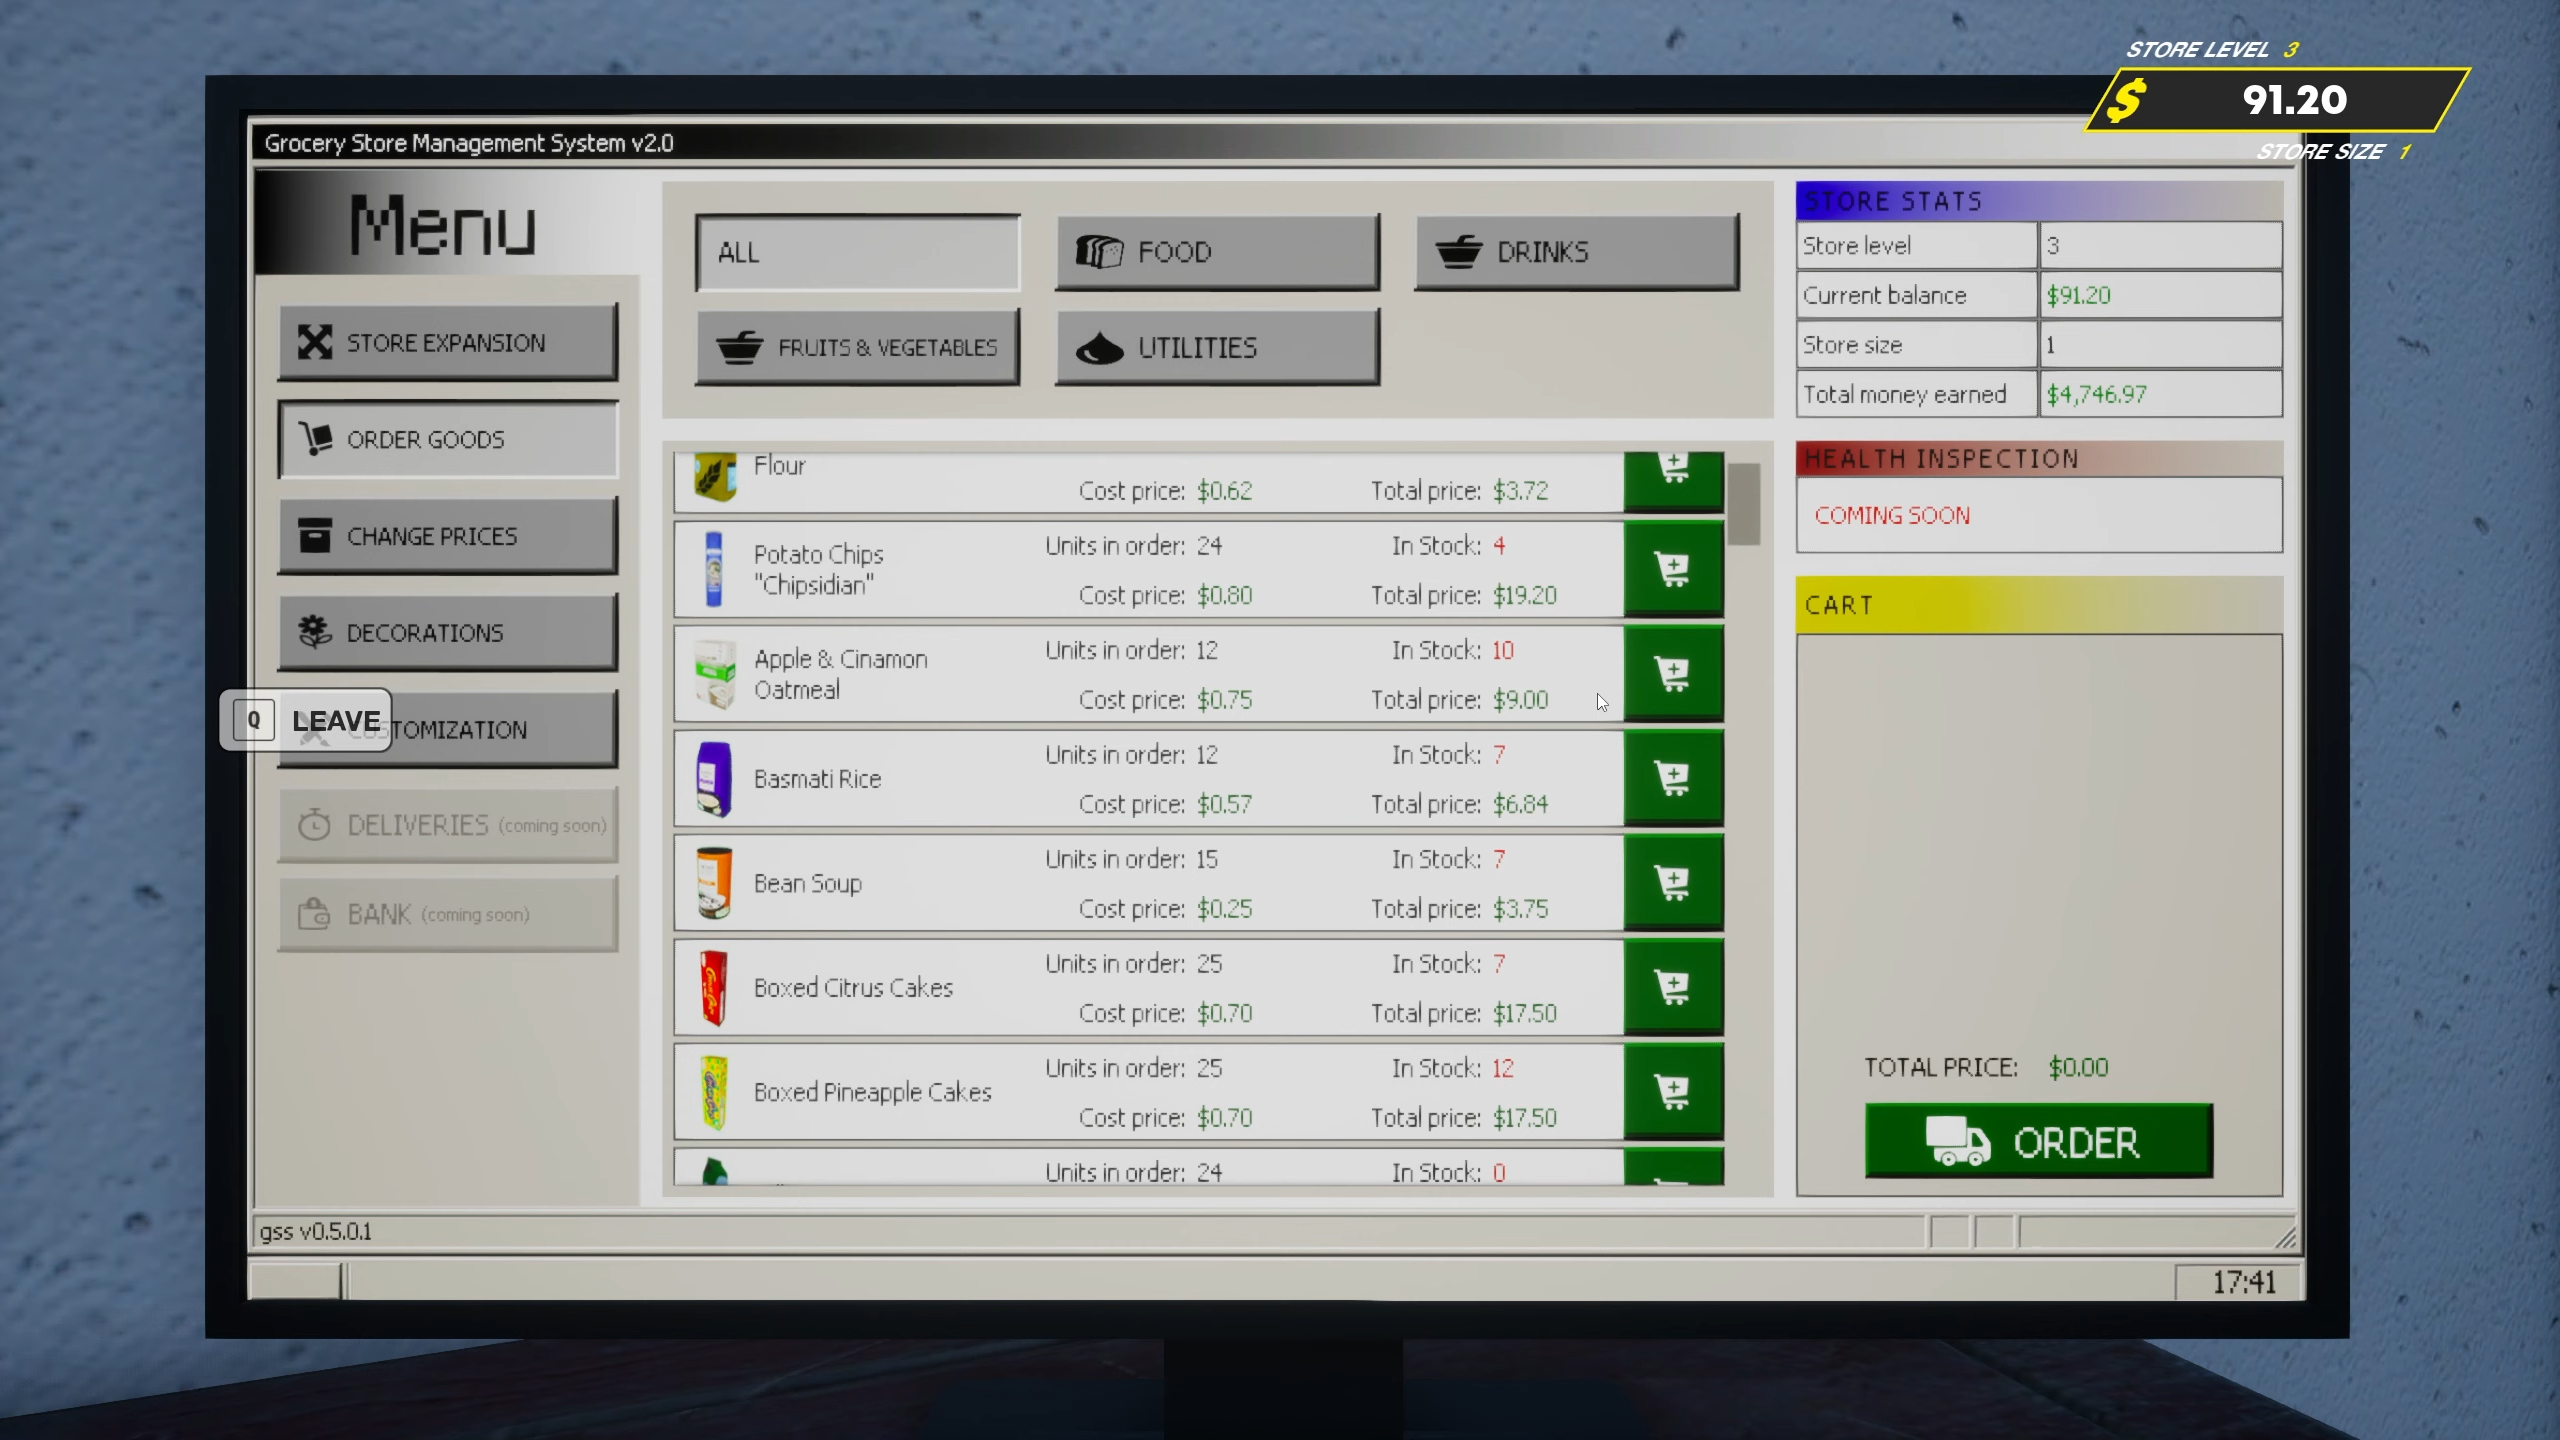 STORE LEVEL 3
$ 91.20
STORE SIZE 1
Grocery Store Management System v2.0
Menu
STORE EXPANSION
ORDER GOODS
CHANGE PRICES
DECORATIONS
Q LEAVE
TOMIZATION
DELIVERIES (coming soon)
BANK (coming soon)
ALL
FOOD
DRINKS
FRUITS & VEGETABLES
UTILITIES
Flour
Cost price: $0.62
Total price: $3.72
Potato Chips
"Chipsidian"
Units in order: 24
In Stock: 4
Cost price: $0.80
Total price: $19.20
Apple & Cinamon
Oatmeal
Units in order: 12
In Stock: 10
Cost price: $0.75
Total price: $9.00
Basmati Rice
Units in order: 12
In Stock: 7
Cost price: $0.57
Total price: $6.84
Bean Soup
Units in order: 15
In Stock: 7
Cost price: $0.25
Total price: $3.75
Boxed Citrus Cakes
Units in order: 25
In Stock: 7
Cost price: $0.70
Total price: $17.50
Boxed Pineapple Cakes
Units in order: 25
In Stock: 12
Cost price: $0.70
Total price: $17.50
Units in order: 24
In Stock: 0
STORE STATS
Store level 3
Current balance $91.20
Store size 1
Total money earned $4,746.97
HEALTH INSPECTION
COMING SOON
CART
TOTAL PRICE: $0.00
ORDER
gss v0.5.0.1
17:41